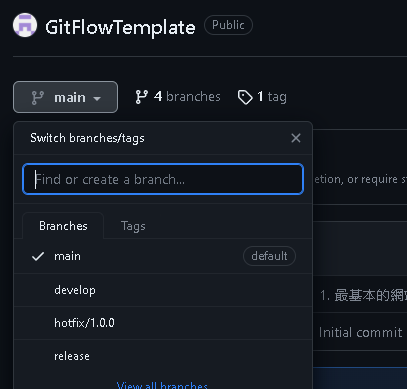 GitFlowTemplate Public
main 4 branches 1 tag
Switch branches/tags
Find or create a branch...
etion, or require st
Branches Tags
main default
develop
1. 最基本的網站
hotfix/1.0.0
Initial commit
release
View all branches